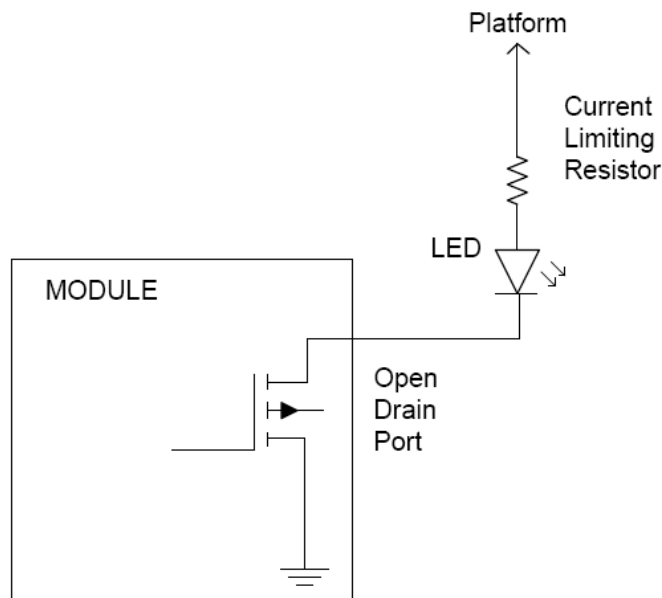 Platform
Current
Limiting
Resistor
LED
MODULE
Open
Drain
Port